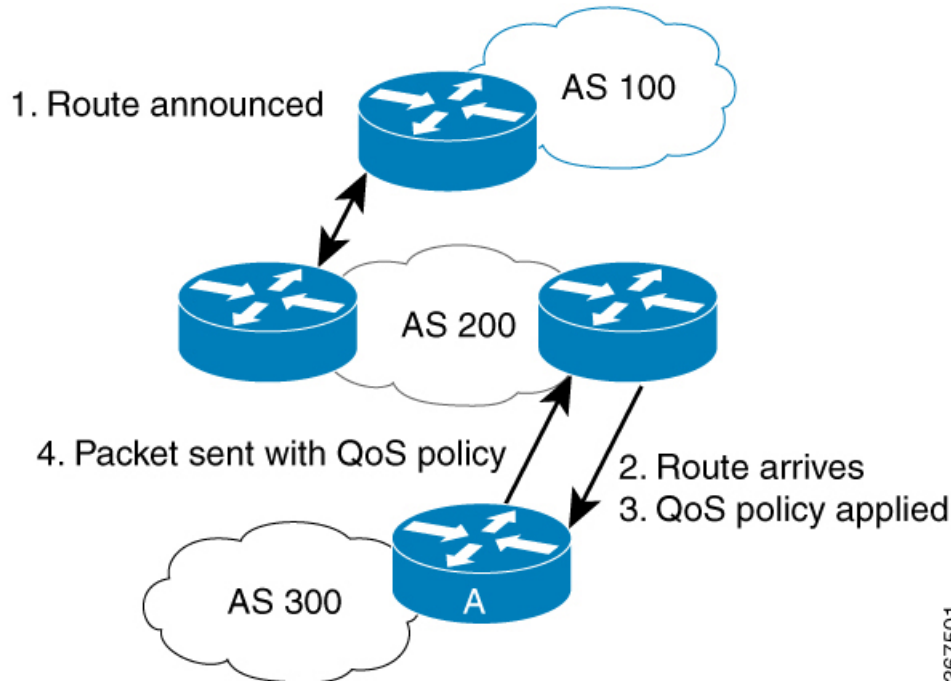 AS 100
1. Route announced
AS 200
4. Packet sent with QoS policy
2. Route arrives
3. QoS policy applied
AS 300
A
267501